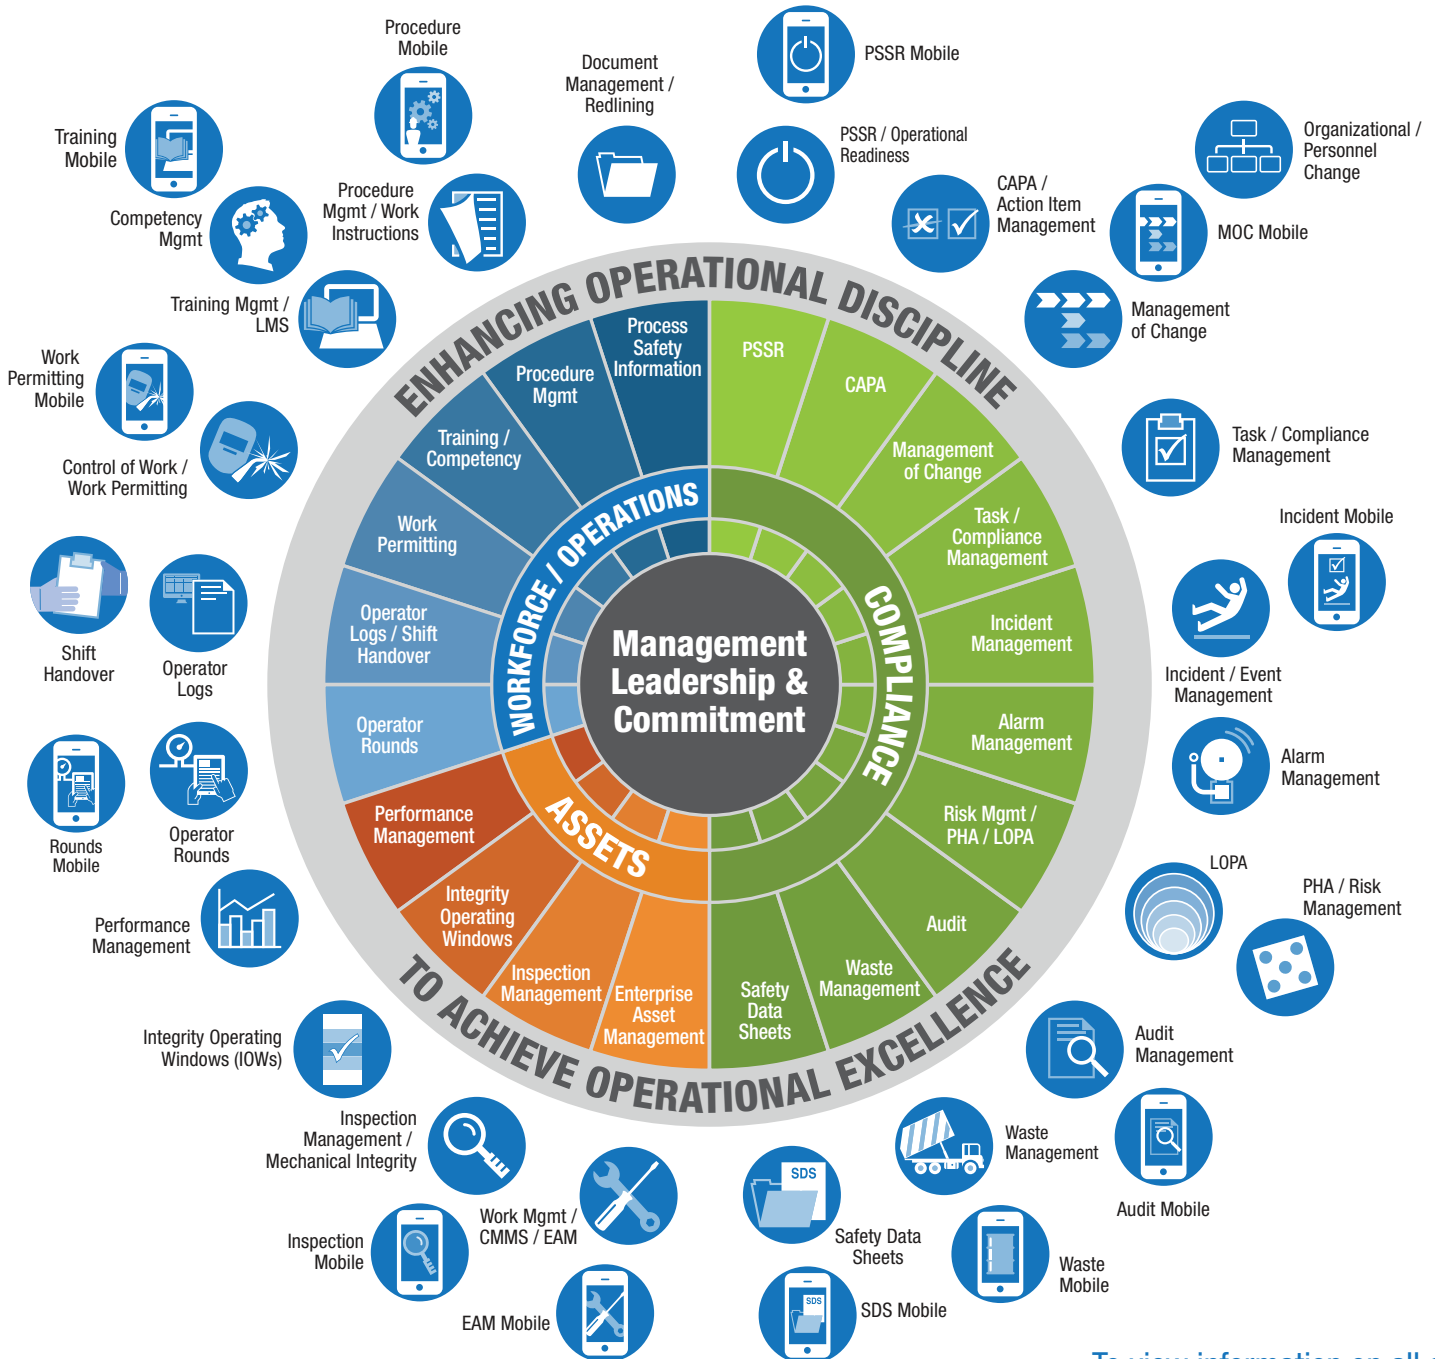 Procedure
Mobile
Document
Management /
Redlining
PSSR Mobile
PSSR / Operational
Readiness
Organizational /
Personnel
Change
CAPA /
Action Item
Management
MOC Mobile
Management
of Change
Training
Mobile
Competency
Mgmt
Procedure
Mgmt / Work
Instructions
Training Mgmt /
LMS
Work
Permitting
Mobile
Control of Work /
Work Permitting
Task / Compliance
Management
Incident Mobile
Incident / Event
Management
Alarm
Management
Shift
Handover
Operator
Logs
Rounds
Mobile
Operator
Rounds
Performance
Management
LOPA
PHA / Risk
Management
Integrity Operating
Windows (IOWs)
Audit
Management
Audit Mobile
Inspection
Management /
Mechanical Integrity
Inspection
Mobile
Work Mgmt /
CMMS / EAM
EAM Mobile
SDS
Safety Data
Sheets
SDS
SDS Mobile
Waste
Management
Waste
Mobile
ENHANCING OPERATIONAL DISCIPLINE
TO ACHIEVE OPERATIONAL EXCELLENCE
Process
Safety
Information
Procedure
Mgmt
Training /
Competency
Work
Permitting
Operator
Logs / Shift
Handover
Operator
Rounds
Performance
Management
Integrity
Operating
Windows
Inspection
Management
Enterprise
Asset
Management
PSSR
CAPA
Management
of Change
Task /
Compliance
Management
Incident
Management
Alarm
Management
Risk Mgmt /
PHA / LOPA
Audit
Waste
Management
Safety
Data
Sheets
WORKFORCE / OPERATIONS
COMPLIANCE
ASSETS
Management
Leadership &
Commitment
To view information on all